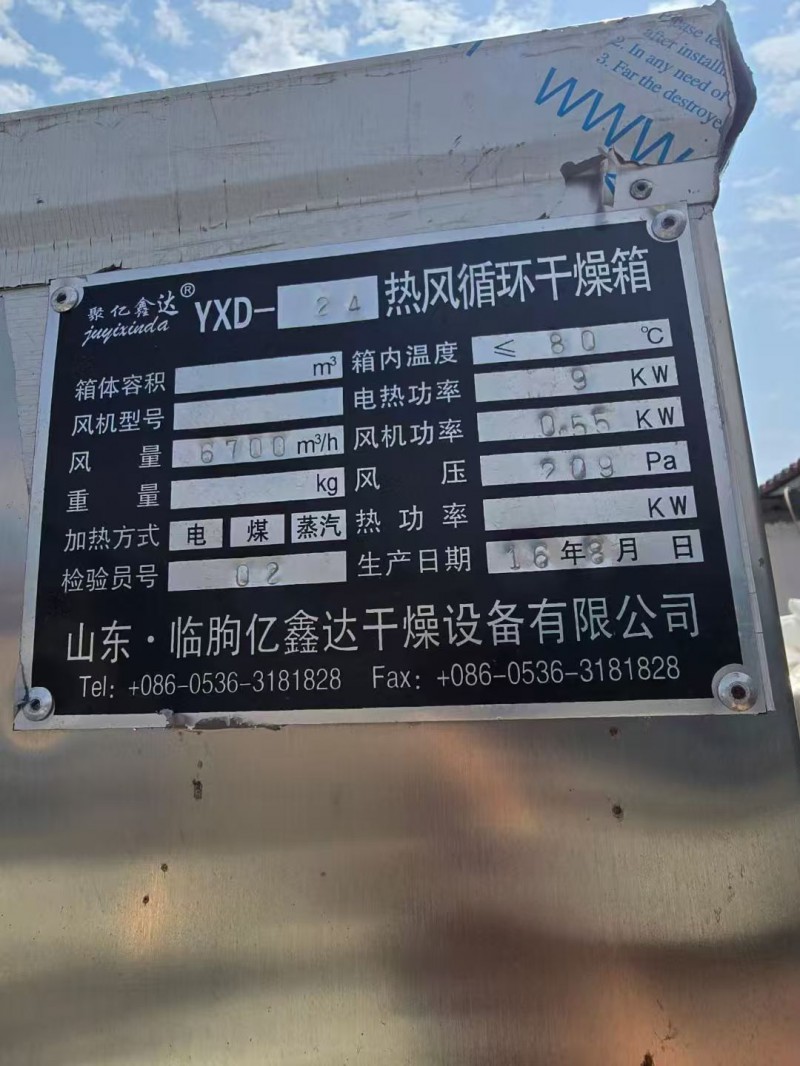 Please te
after install
2. In any need of
3. Far the destroye
WWW
聚亿鑫达® YXD- 24 热风循环干燥箱
juyixinda
箱体容积 m³ 箱内温度 ≤ 80 ℃
风机型号 电热功率 9 KW
风量 6700 m³/h 风机功率 0.55 KW
重量 kg 风压 209 Pa
加热方式 电 煤 蒸汽 热功率 KW
检验员号 02 生产日期 16年8月 日
山东·临朐亿鑫达干燥设备有限公司
Tel: +086-0536-3181828 Fax: +086-0536-3181828